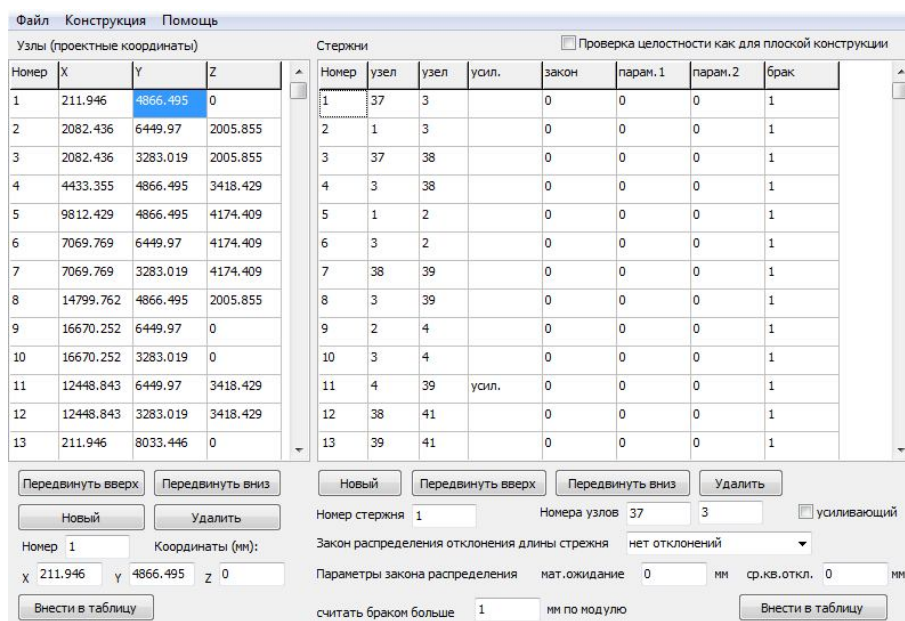 Файл Конструкция Помощь
Узлы (проектные координаты)
Стержни
Проверка целостности как для плоской конструкции
Номер X Y Z
1 211.946 4866.495 0
2 2082.436 6449.97 2005.855
3 2082.436 3283.019 2005.855
4 4433.355 4866.495 3418.429
5 9812.429 4866.495 4174.409
6 7069.769 6449.97 4174.409
7 7069.769 3283.019 4174.409
8 14799.762 4866.495 2005.855
9 16670.252 6449.97 0
10 16670.252 3283.019 0
11 12448.843 6449.97 3418.429
12 12448.843 3283.019 3418.429
13 211.946 8033.446 0
Передвинуть вверх Передвинуть вниз
Новый Удалить
Номер 1 Координаты (мм):
X 211.946 Y 4866.495 Z 0
Внести в таблицу
Номер узел узел усил. закон парам.1 парам.2 брак
1 37 3 0 0 0 1
2 1 3 0 0 0 1
3 37 38 0 0 0 1
4 3 38 0 0 0 1
5 1 2 0 0 0 1
6 3 2 0 0 0 1
7 38 39 0 0 0 1
8 3 39 0 0 0 1
9 2 4 0 0 0 1
10 3 4 0 0 0 1
11 4 39 усил. 0 0 0 1
12 38 41 0 0 0 1
13 39 41 0 0 0 1
Новый Передвинуть вверх Передвинуть вниз Удалить
Номер стержня 1 Номера узлов 37 3 усиливающий
Закон распределения отклонения длины стрежня нет отклонений
Параметры закона распределения мат.ожидание 0 мм ср.кв.откл. 0 мм
считать браком больше 1 мм по модулю Внести в таблицу